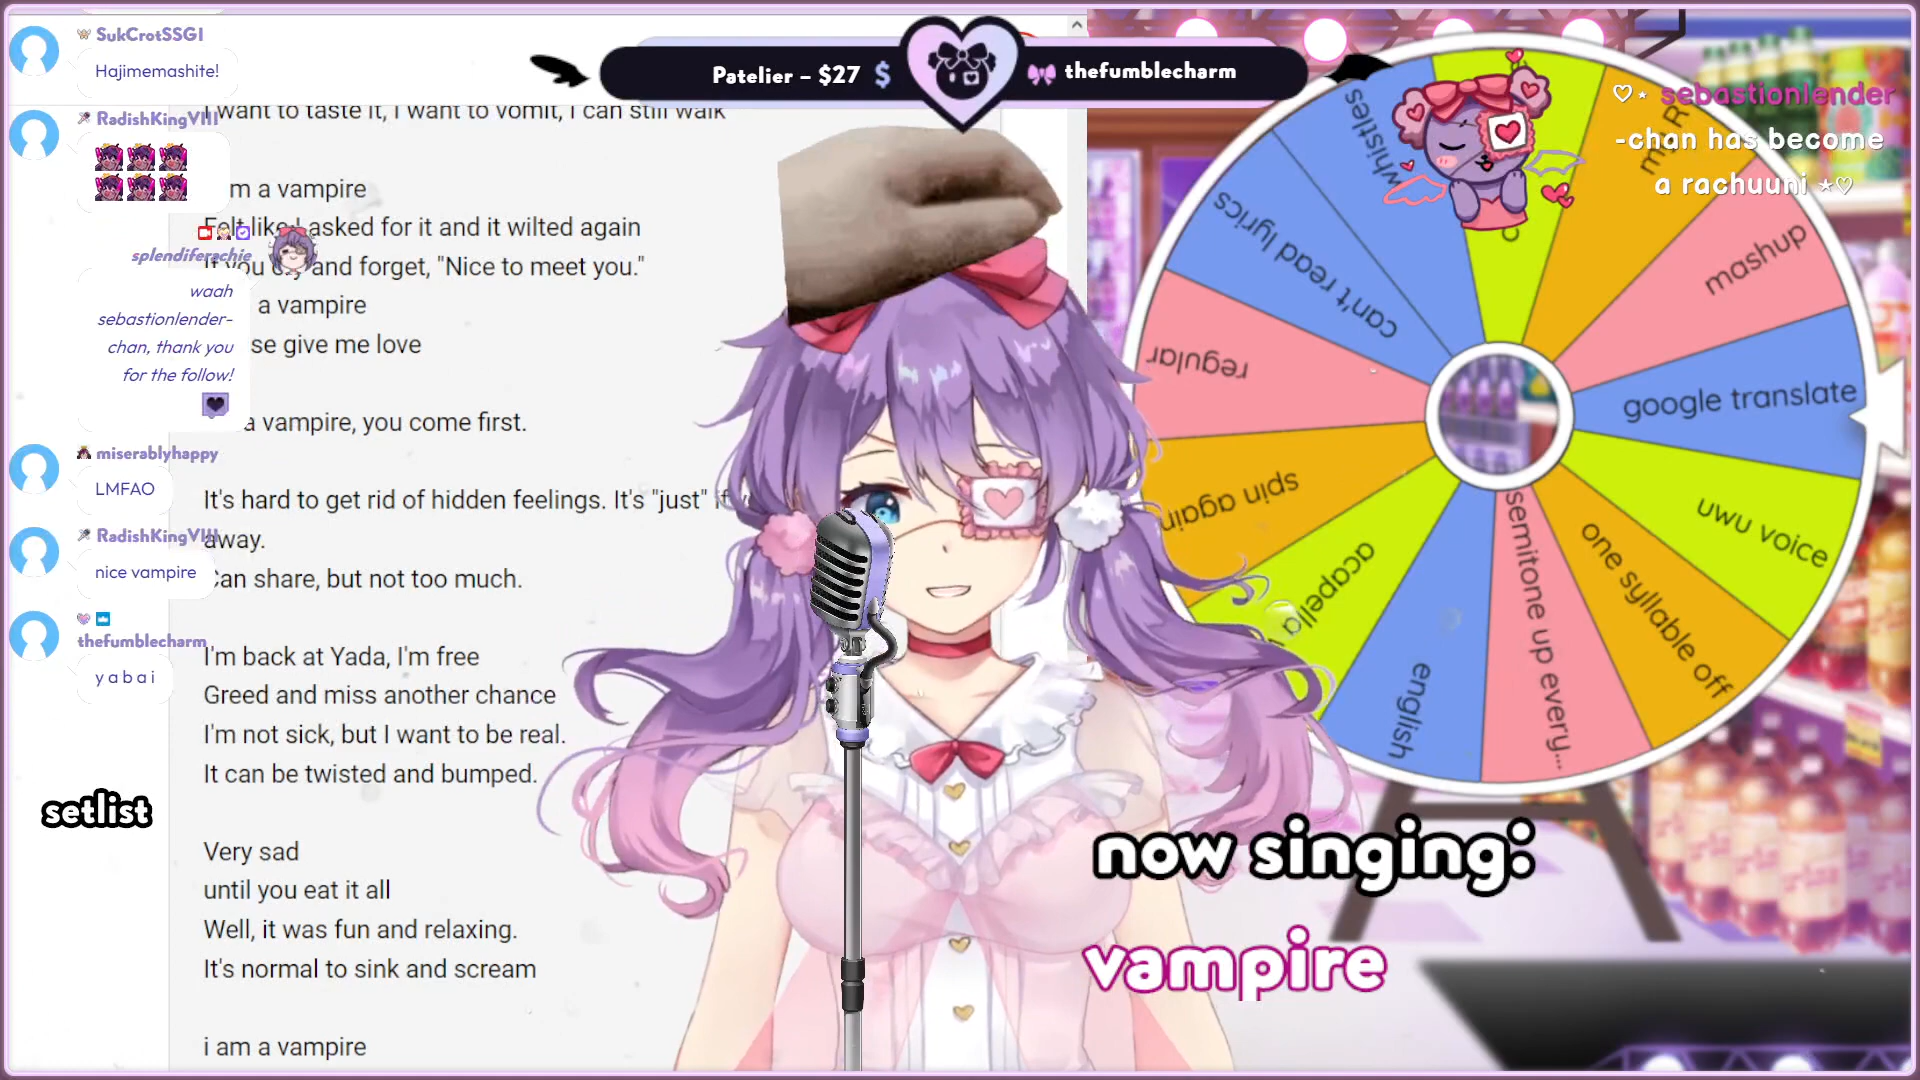 SukCrotSSGI
Hajimemashite!
RadishKingVIII
splendiferachie
waah
sebastionlender-
chan, thank you
for the follow!
miserablyhappy
LMFAO
RadishKingVIII
nice vampire
thefumblecharm
y a b a i
setlist
Patelier – $27 $
thefumblecharm
I want to taste it, I want to vomit, I can still walk
m a vampire
Felt like I asked for it and it wilted again
If you cry and forget, "Nice to meet you."
a vampire
se give me love
a vampire, you come first.
It's hard to get rid of hidden feelings. It's "just" if
away.
Can share, but not too much.
I'm back at Yada, I'm free
Greed and miss another chance
I'm not sick, but I want to be real.
It can be twisted and bumped.
Very sad
until you eat it all
Well, it was fun and relaxing.
It's normal to sink and scream
i am a vampire
sebastionlender
-chan has become
a rachuuni
whistles
mashup
google translate
uwu voice
one syllable off
semitone up every...
english
acapella
spin again
regular
can't read lyrics
now singing:
vampire